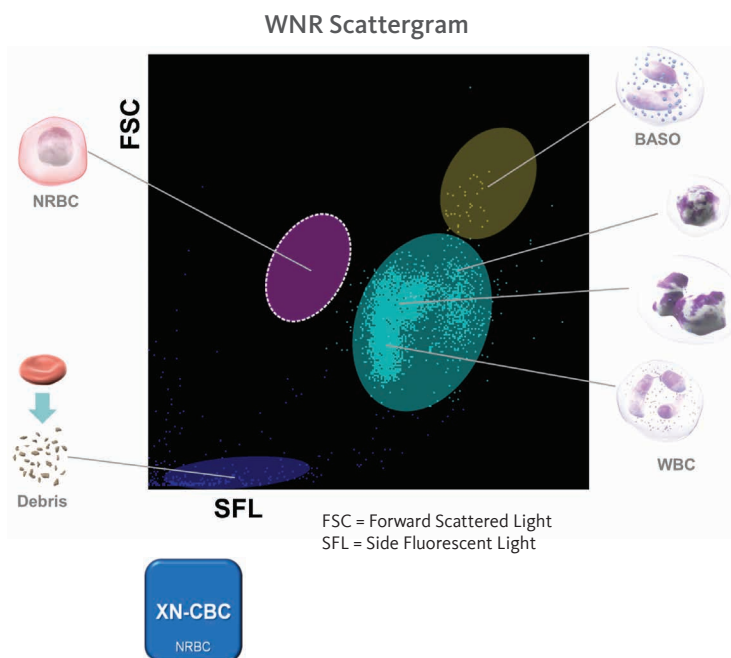 WNR Scattergram
FSC
BASO
NRBC
WBC
Debris
SFL
FSC = Forward Scattered Light
SFL = Side Fluorescent Light
XN-CBC
NRBC